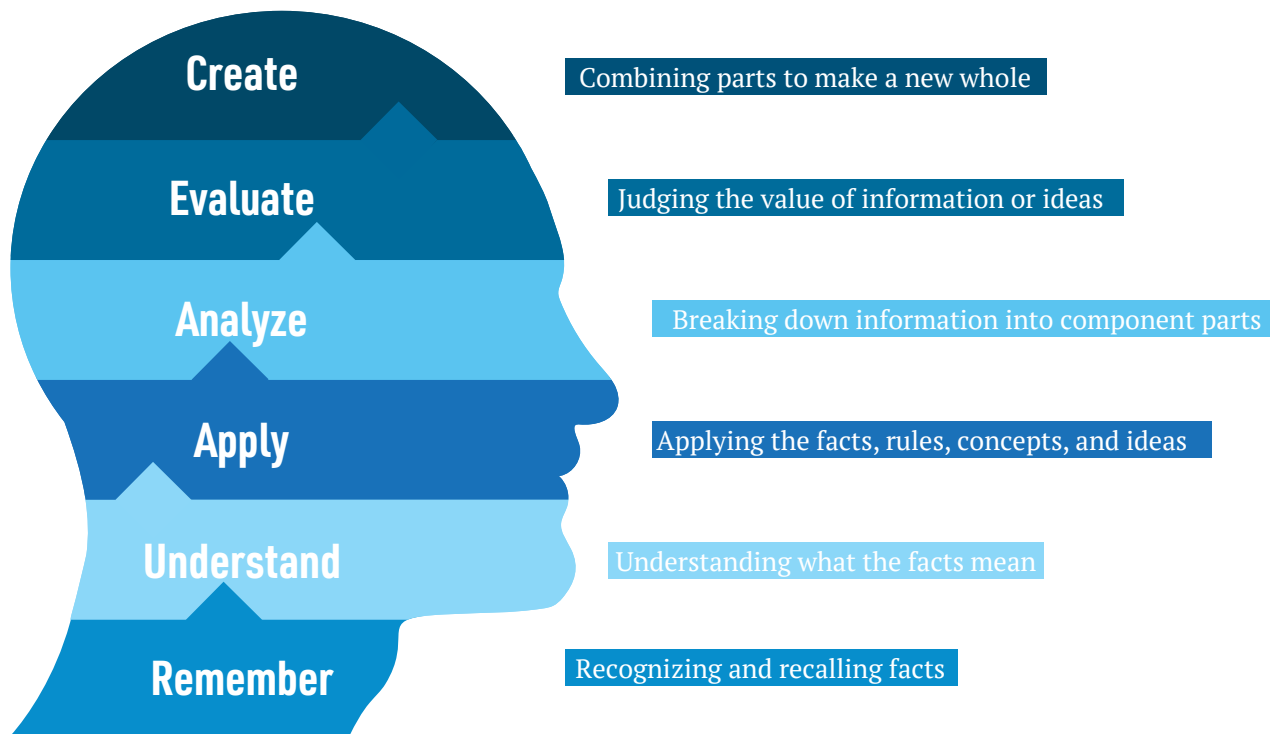 Create
Combining parts to make a new whole
Evaluate
Judging the value of information or ideas
Analyze
Breaking down information into component parts
Apply
Applying the facts, rules, concepts, and ideas
Understand
Understanding what the facts mean
Remember
Recognizing and recalling facts